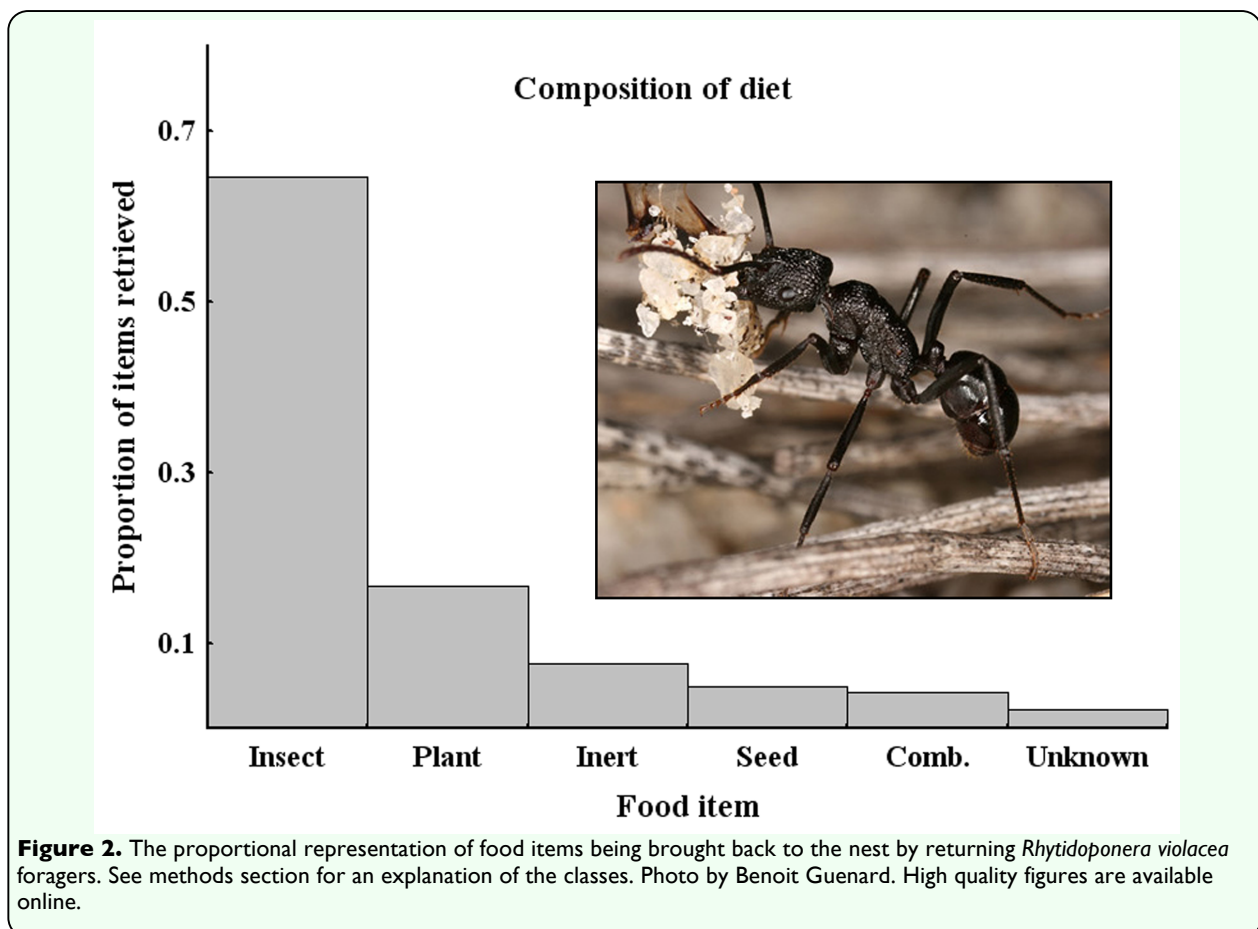 Composition of diet
0.7
0.5
0.3
0.1
Proportion of items retrieved
Insect Plant Inert Seed Comb. Unknown
Food item
Figure 2. The proportional representation of food items being brought back to the nest by returning Rhytidoponera violacea
foragers. See methods section for an explanation of the classes. Photo by Benoit Guenard. High quality figures are available
online.